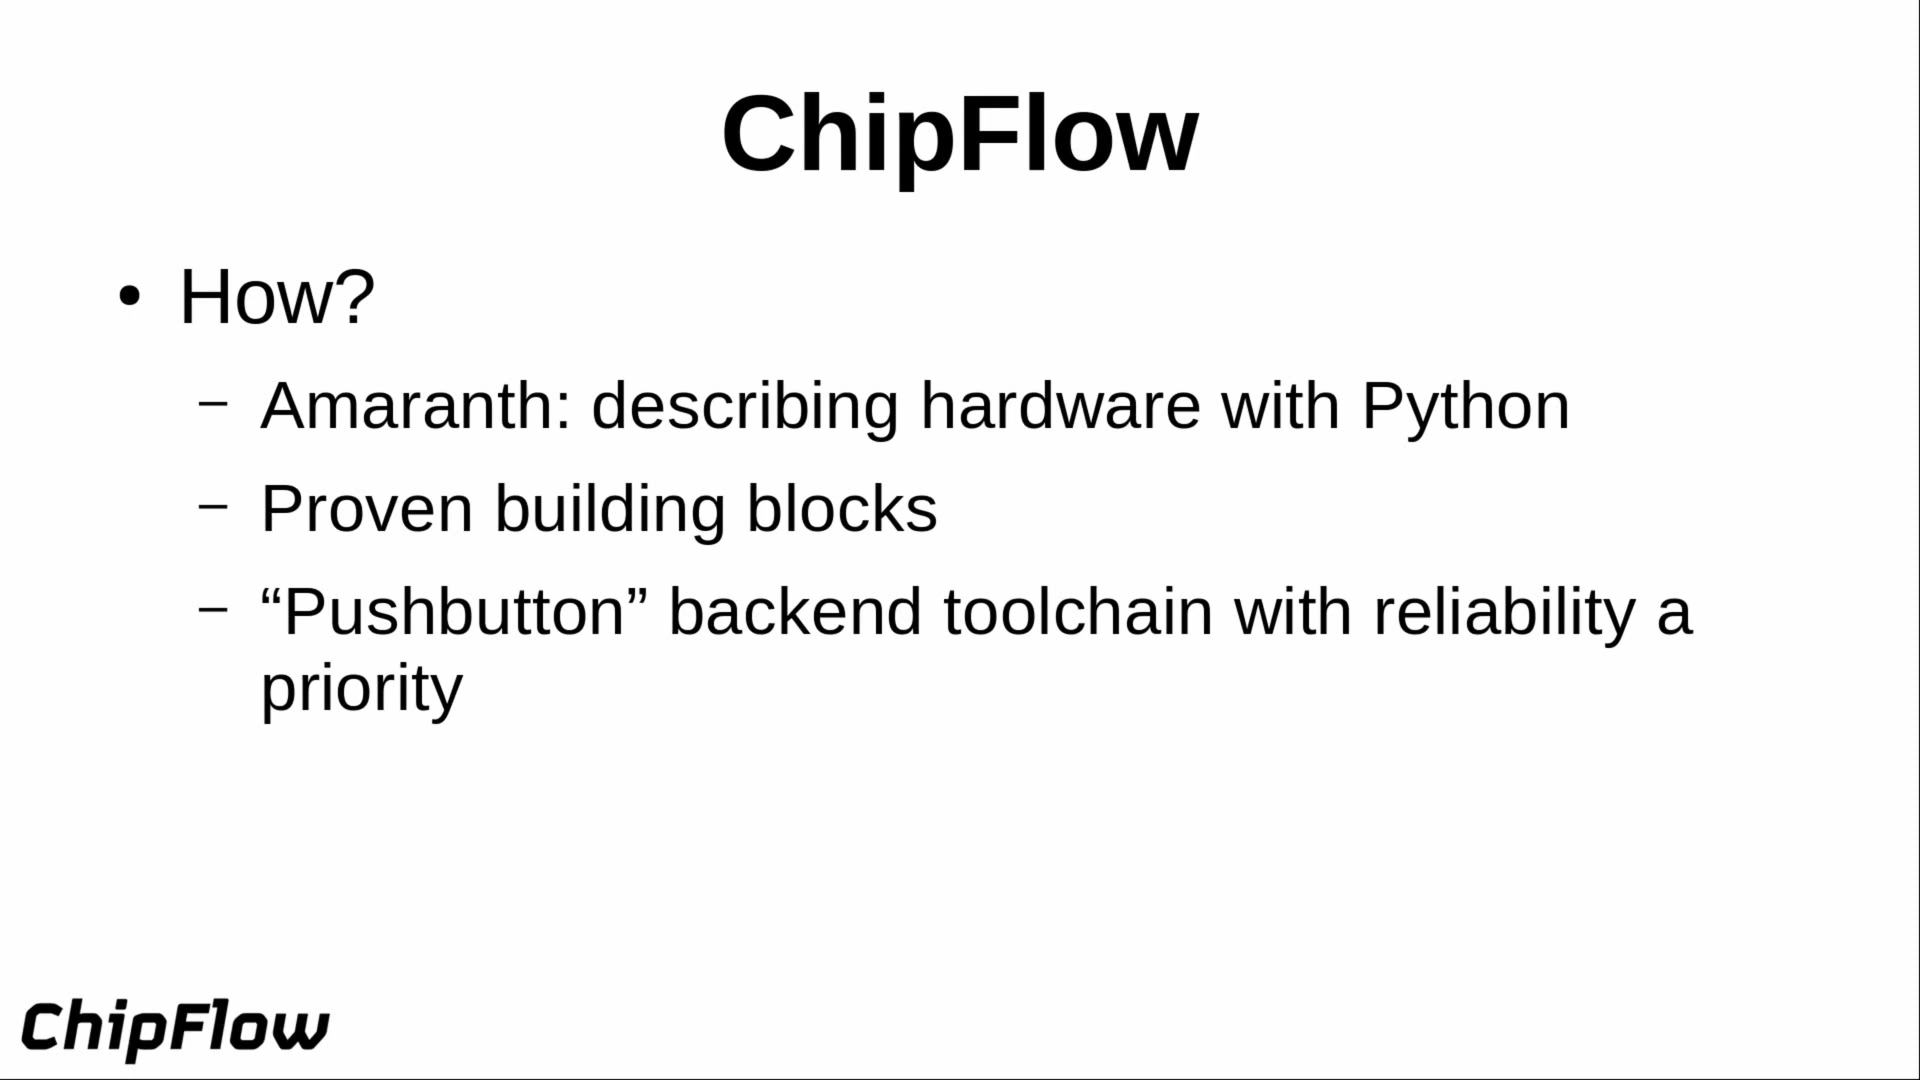 ChipFlow
• How?
– Amaranth: describing hardware with Python
– Proven building blocks
– “Pushbutton” backend toolchain with reliability a
priority
ChipFlow